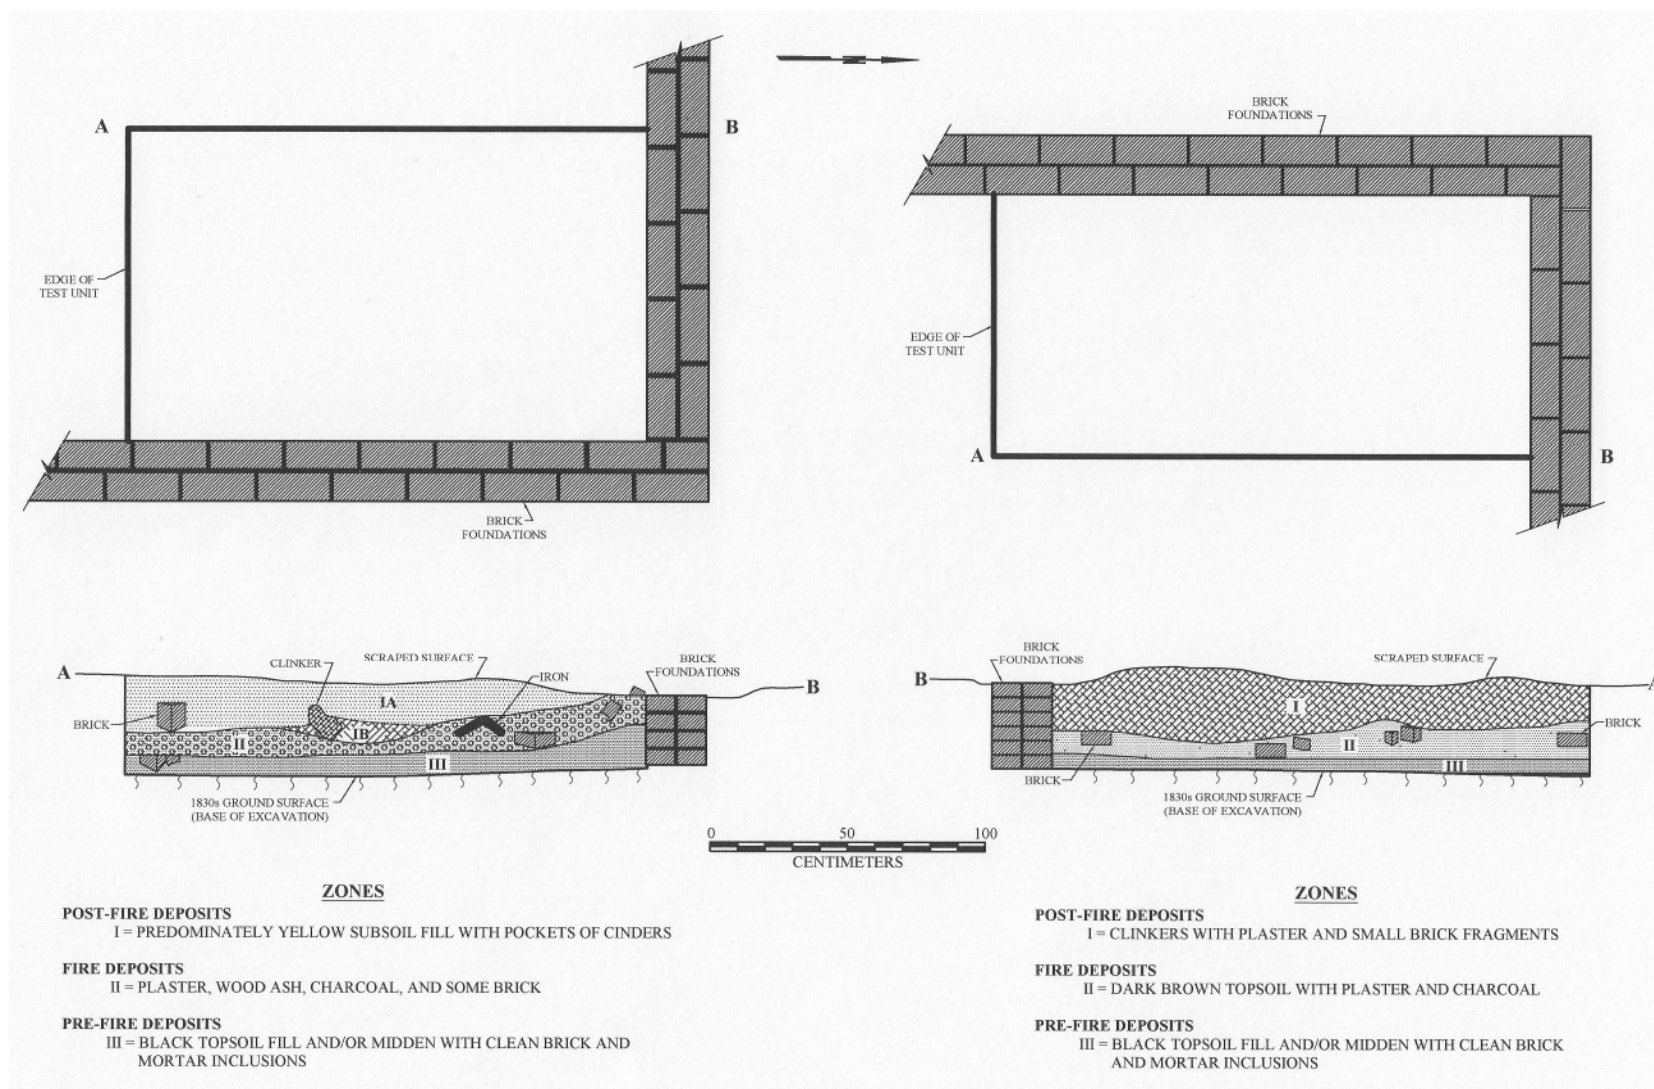 A
B
EDGE OF
TEST UNIT
BRICK
FOUNDATIONS
N
BRICK
FOUNDATIONS
EDGE OF
TEST UNIT
A
B
A
CLINKER
SCRAPED SURFACE
IRON
BRICK
FOUNDATIONS
B
BRICK
IA
IB
II
III
1830s GROUND SURFACE
(BASE OF EXCAVATION)
B
BRICK
FOUNDATIONS
SCRAPED SURFACE
A
I
BRICK
II
III
BRICK
1830s GROUND SURFACE
(BASE OF EXCAVATION)
0 50 100
CENTIMETERS
ZONES
POST-FIRE DEPOSITS
I = PREDOMINATELY YELLOW SUBSOIL FILL WITH POCKETS OF CINDERS
FIRE DEPOSITS
II = PLASTER, WOOD ASH, CHARCOAL, AND SOME BRICK
PRE-FIRE DEPOSITS
III = BLACK TOPSOIL FILL AND/OR MIDDEN WITH CLEAN BRICK AND
MORTAR INCLUSIONS
ZONES
POST-FIRE DEPOSITS
I = CLINKERS WITH PLASTER AND SMALL BRICK FRAGMENTS
FIRE DEPOSITS
II = DARK BROWN TOPSOIL WITH PLASTER AND CHARCOAL
PRE-FIRE DEPOSITS
III = BLACK TOPSOIL FILL AND/OR MIDDEN WITH CLEAN BRICK
AND MORTAR INCLUSIONS